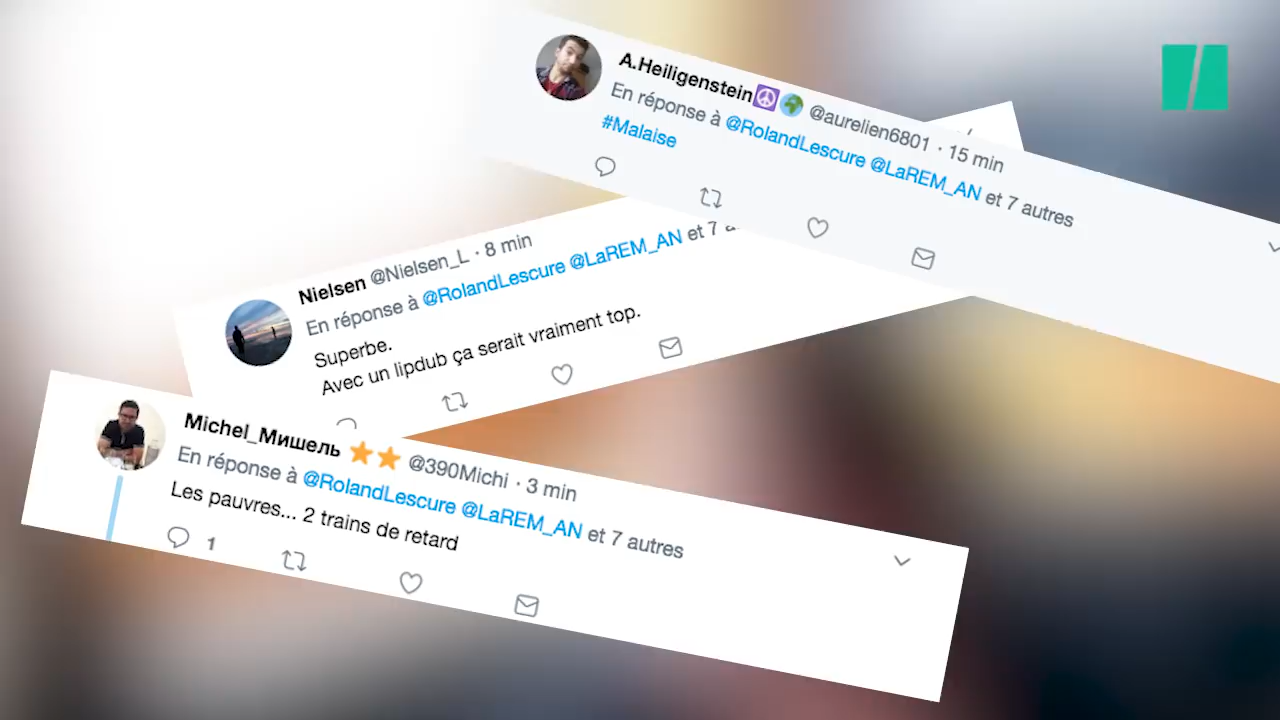 A.Heiligenstein☮🌍 @aurelien6801 · 15 min
En réponse à @RolandLescure @LaREM_AN et 7 autres
#Malaise
Nielsen @Nielsen_L · 8 min
En réponse à @RolandLescure @LaREM_AN et 7
Superbe.
Avec un lipdub ça serait vraiment top.
Michel_Мишель ⭐⭐ @390Michi · 3 min
En réponse à @RolandLescure @LaREM_AN et 7 autres
Les pauvres... 2 trains de retard
1